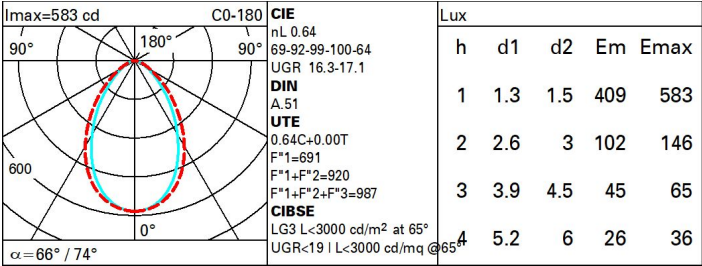 Imax=583 cd C0-180
90° 180° 90°
600
0°
α=66° / 74°
CIE
nL 0.64
69-92-99-100-64
UGR 16.3-17.1
DIN
A.51
UTE
0.64C+0.00T
F"1=691
F"1+F"2=920
F"1+F"2+F"3=987
CIBSE
LG3 L<3000 cd/m² at 65°
UGR<19 | L<3000 cd/mq @65°
Lux
h d1 d2 Em Emax
1 1.3 1.5 409 583
2 2.6 3 102 146
3 3.9 4.5 45 65
4 5.2 6 26 36